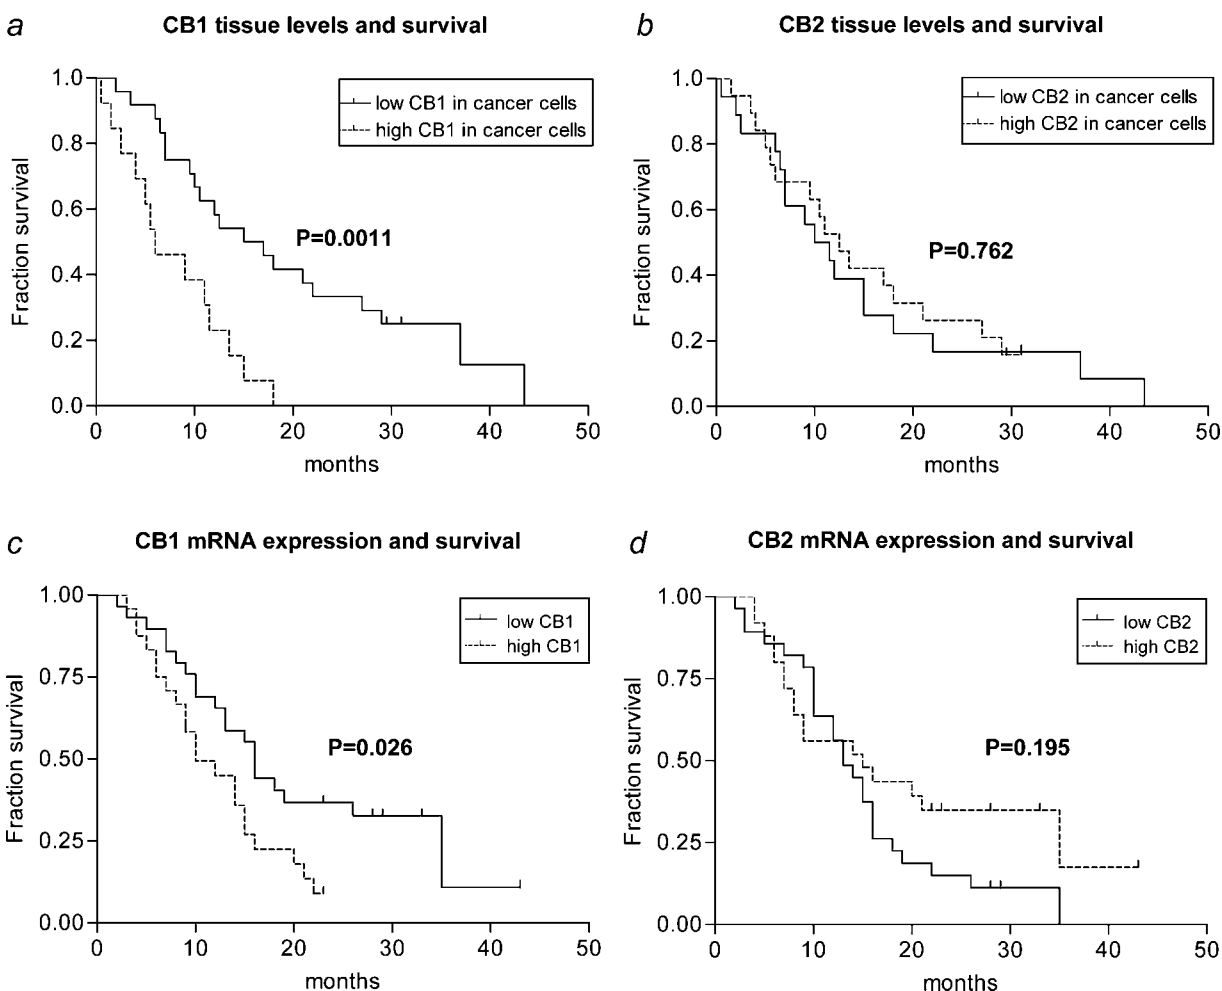 a
CB1 tissue levels and survival
1.0
0.8
0.6
0.4
0.2
0.0
Fraction survival
low CB1 in cancer cells
high CB1 in cancer cells
P=0.0011
0 10 20 30 40 50
months
b
CB2 tissue levels and survival
1.0
0.8
0.6
0.4
0.2
0.0
Fraction survival
low CB2 in cancer cells
high CB2 in cancer cells
P=0.762
0 10 20 30 40 50
months
c
CB1 mRNA expression and survival
1.00
0.75
0.50
0.25
0.00
Fraction survival
low CB1
high CB1
P=0.026
0 10 20 30 40 50
months
d
CB2 mRNA expression and survival
1.00
0.75
0.50
0.25
0.00
Fraction survival
low CB2
high CB2
P=0.195
0 10 20 30 40 50
months